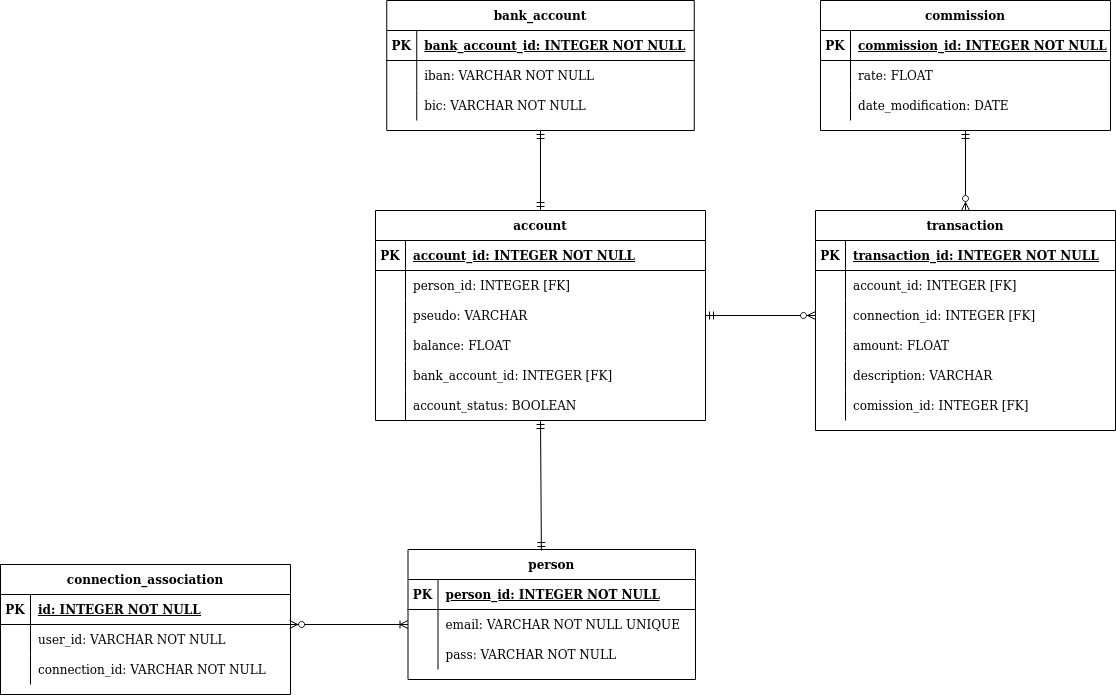 bank_account
PK bank_account_id: INTEGER NOT NULL
iban: VARCHAR NOT NULL
bic: VARCHAR NOT NULL
commission
PK commission_id: INTEGER NOT NULL
rate: FLOAT
date_modification: DATE
account
PK account_id: INTEGER NOT NULL
person_id: INTEGER [FK]
pseudo: VARCHAR
balance: FLOAT
bank_account_id: INTEGER [FK]
account_status: BOOLEAN
transaction
PK transaction_id: INTEGER NOT NULL
account_id: INTEGER [FK]
connection_id: INTEGER [FK]
amount: FLOAT
description: VARCHAR
comission_id: INTEGER [FK]
connection_association
PK id: INTEGER NOT NULL
user_id: VARCHAR NOT NULL
connection_id: VARCHAR NOT NULL
person
PK person_id: INTEGER NOT NULL
email: VARCHAR NOT NULL UNIQUE
pass: VARCHAR NOT NULL